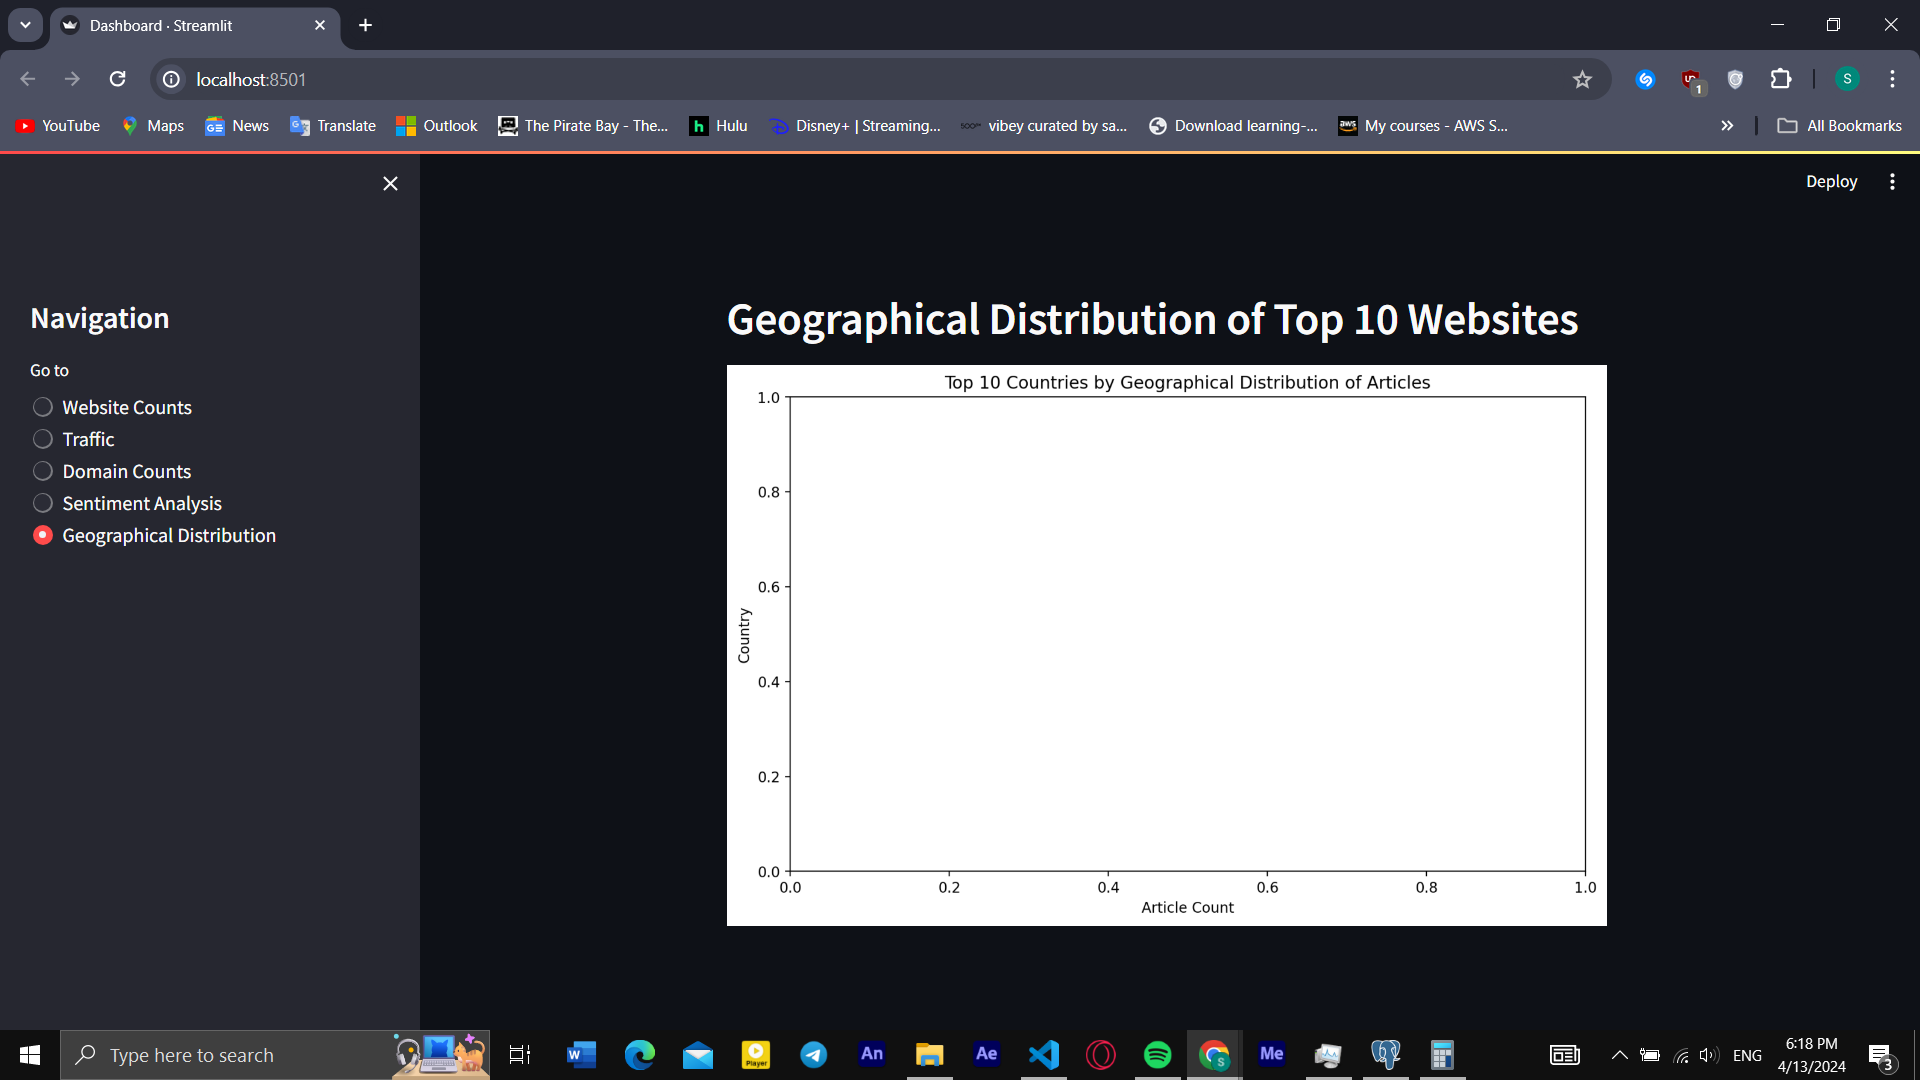 Dashboard · Streamlit
localhost:8501
YouTube
Maps
News
Translate
Outlook
The Pirate Bay - The...
h Hulu
Disney+ | Streaming...
vibey curated by sa...
Download learning-...
aws My courses - AWS S...
All Bookmarks
1
S
Deploy
Navigation
Go to
Website Counts
Traffic
Domain Counts
Sentiment Analysis
Geographical Distribution
Geographical Distribution of Top 10 Websites
Top 10 Countries by Geographical Distribution of Articles
1.0
0.8
0.6
0.4
0.2
0.0
Country
0.0 0.2 0.4 0.6 0.8 1.0
Article Count
Type here to search
W
Player
An
Ae
S
Me
ENG
6:18 PM
4/13/2024
3